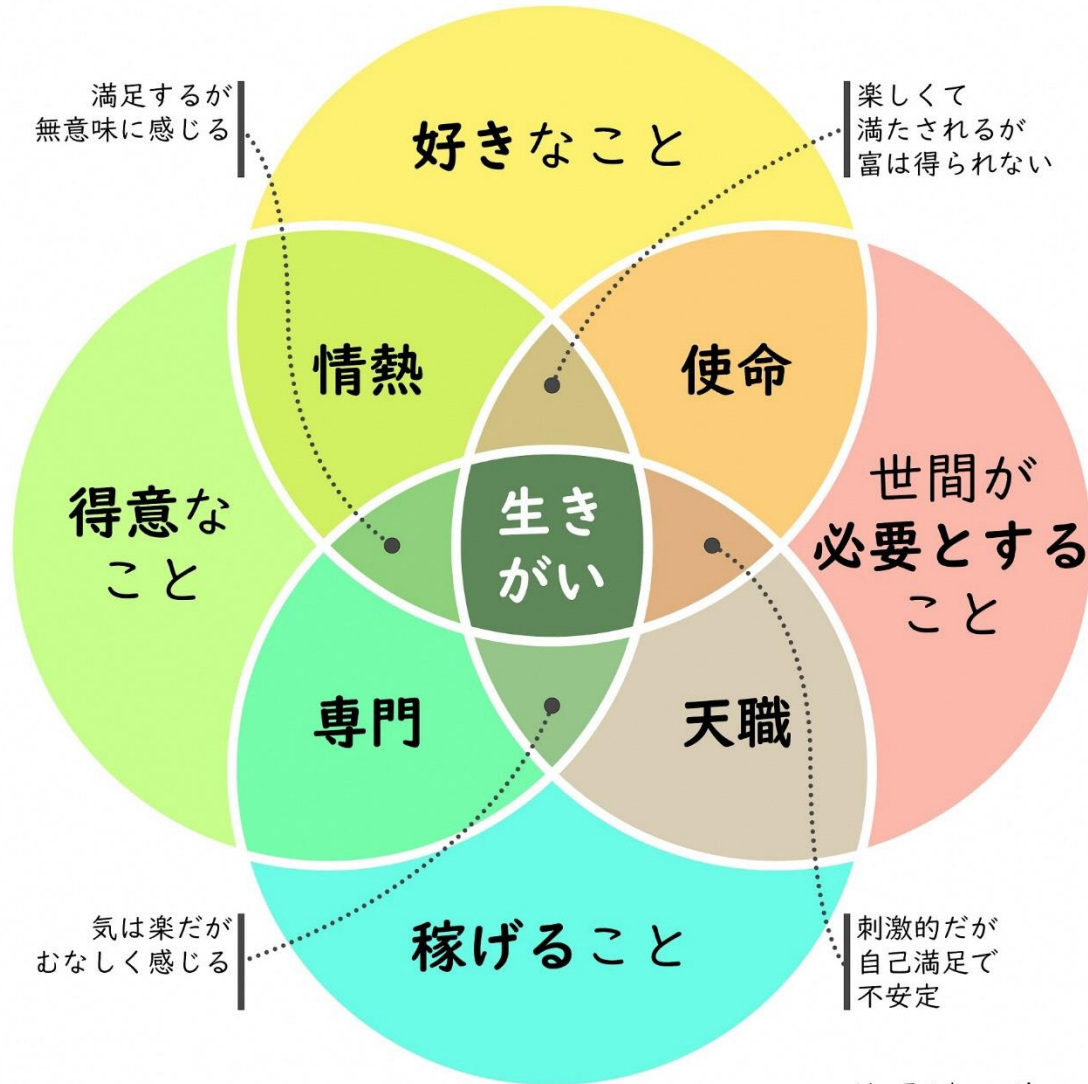 満足するが
無意味に感じる
好きなこと
楽しくて
満たされるが
富は得られない
情熱
使命
得意な
こと
生き
がい
世間が
必要とする
こと
専門
天職
気は楽だが
むなしく感じる
稼げること
刺激的だが
自己満足で
不安定